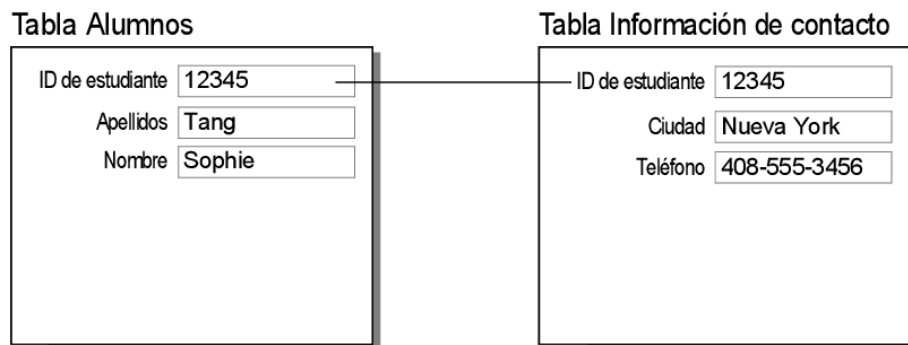 Tabla Alumnos
ID de estudiante 12345
Apellidos Tang
Nombre Sophie
Tabla Información de contacto
ID de estudiante 12345
Ciudad Nueva York
Teléfono 408-555-3456